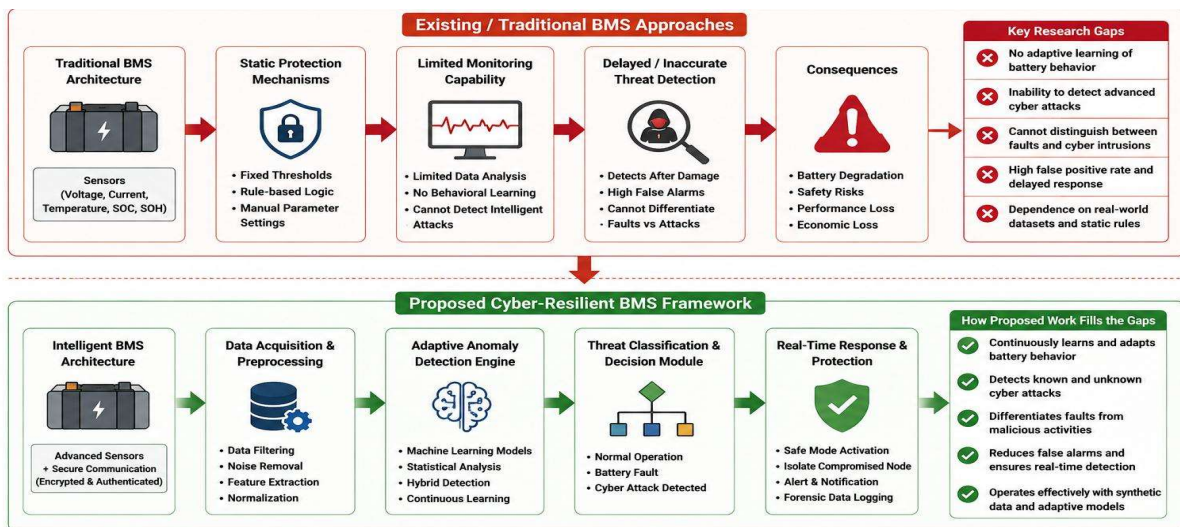 Existing / Traditional BMS Approaches
Traditional BMS
Architecture
Sensors
(Voltage, Current,
Temperature, SOC, SOH)
Static Protection
Mechanisms
• Fixed Thresholds
• Rule-based Logic
• Manual Parameter
Settings
Limited Monitoring
Capability
• Limited Data Analysis
• No Behavioral Learning
• Cannot Detect Intelligent
Attacks
Delayed / Inaccurate
Threat Detection
• Detects After Damage
• High False Alarms
• Cannot Differentiate
• Faults vs Attacks
Consequences
• Battery Degradation
• Safety Risks
• Performance Loss
• Economic Loss
Key Research Gaps
No adaptive learning of
battery behavior
Inability to detect advanced
cyber attacks
Cannot distinguish between
faults and cyber intrusions
High false positive rate and
delayed response
Dependence on real-world
datasets and static rules
Proposed Cyber-Resilient BMS Framework
Intelligent BMS
Architecture
Advanced Sensors
+ Secure Communication
(Encrypted & Authenticated)
Data Acquisition &
Preprocessing
• Data Filtering
• Noise Removal
• Feature Extraction
• Normalization
Adaptive Anomaly
Detection Engine
• Machine Learning Models
• Statistical Analysis
• Hybrid Detection
• Continuous Learning
Threat Classification &
Decision Module
• Normal Operation
• Battery Fault
• Cyber Attack Detected
Real-Time Response &
Protection
• Safe Mode Activation
• Isolate Compromised Node
• Alert & Notification
• Forensic Data Logging
How Proposed Work Fills the Gaps
Continuously learns and adapts
battery behavior
Detects known and unknown
cyber attacks
Differentiates faults from
malicious activities
Reduces false alarms and
ensures real-time detection
Operates effectively with synthetic
data and adaptive models